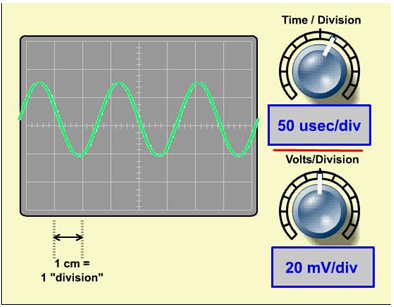 Time / Division
50 usec/div
Volts/Division
20 mV/div
1 cm =
1 "division"